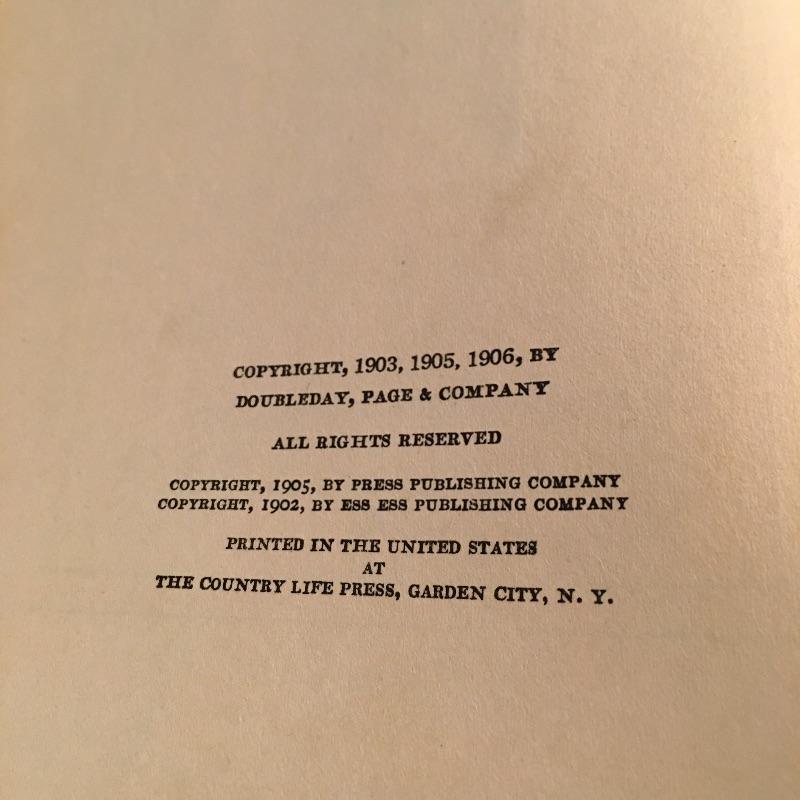 COPYRIGHT, 1903, 1905, 1906, BY
DOUBLEDAY, PAGE & COMPANY
ALL RIGHTS RESERVED
COPYRIGHT, 1905, BY PRESS PUBLISHING COMPANY
COPYRIGHT, 1902, BY ESS ESS PUBLISHING COMPANY
PRINTED IN THE UNITED STATES
AT
THE COUNTRY LIFE PRESS, GARDEN CITY, N. Y.